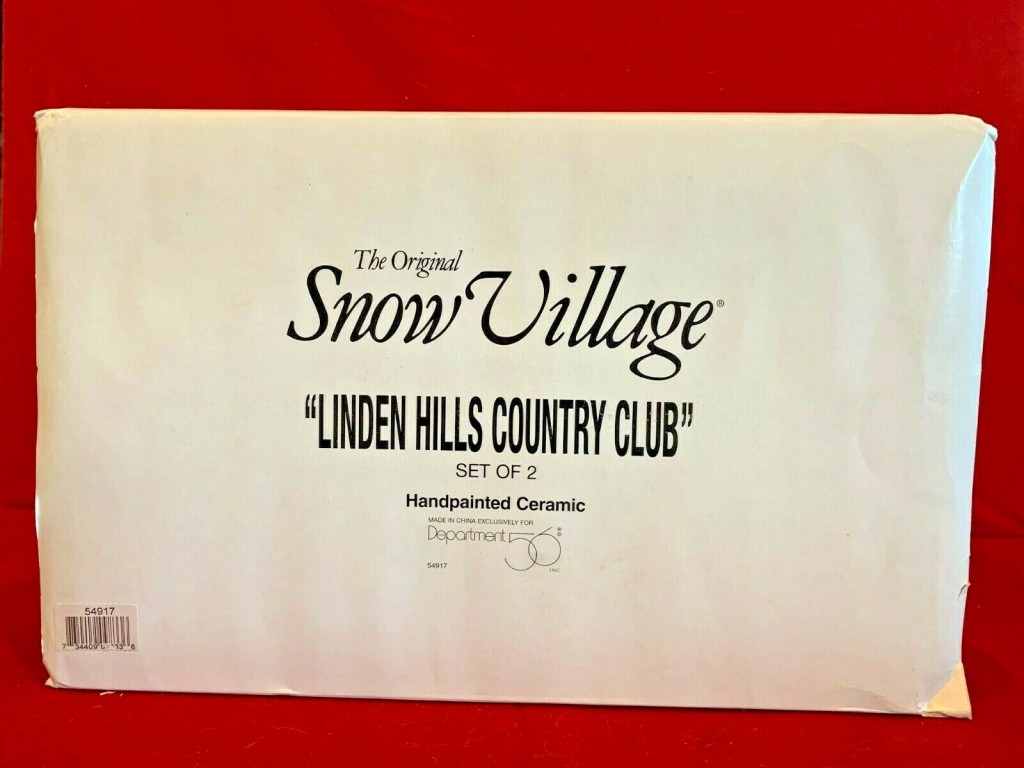 The Original
Snow Village®
“LINDEN HILLS COUNTRY CLUB”
SET OF 2
Handpainted Ceramic
MADE IN CHINA EXCLUSIVELY FOR
Department 56®
INC.
54917
54917